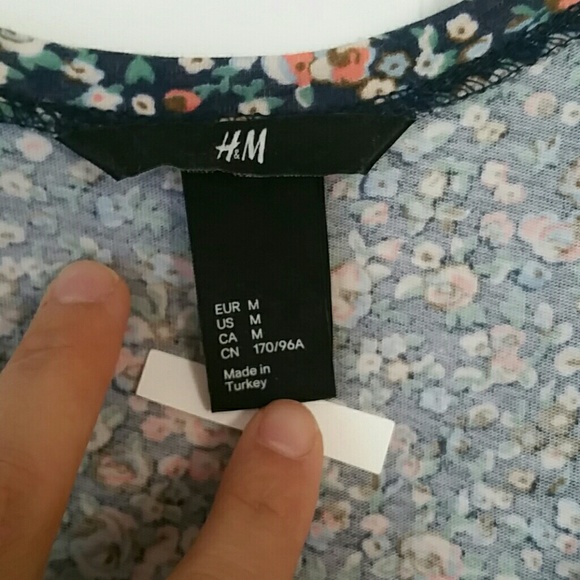 H&M
EUR M
US M
CA M
CN 170/96A
Made in
Turkey